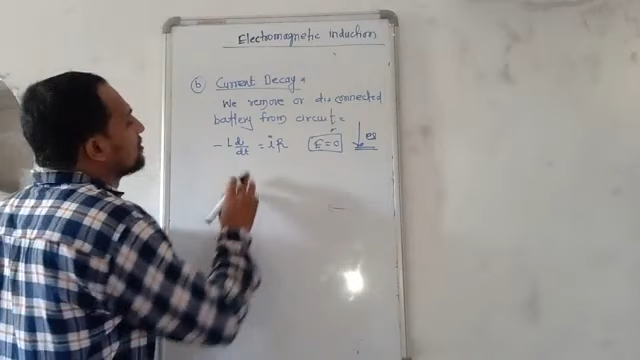 Electromagnetic Induction
(b) Current Decay:
We remove or disconnected
battery from circuit =
- L di/dt = iR E=0